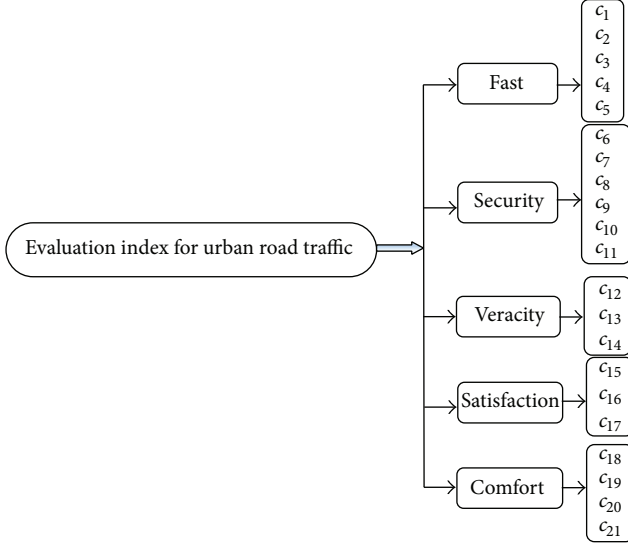 Evaluation index for urban road traffic
Fast
c1
c2
c3
c4
c5
Security
c6
c7
c8
c9
c10
c11
Veracity
c12
c13
c14
Satisfaction
c15
c16
c17
Comfort
c18
c19
c20
c21